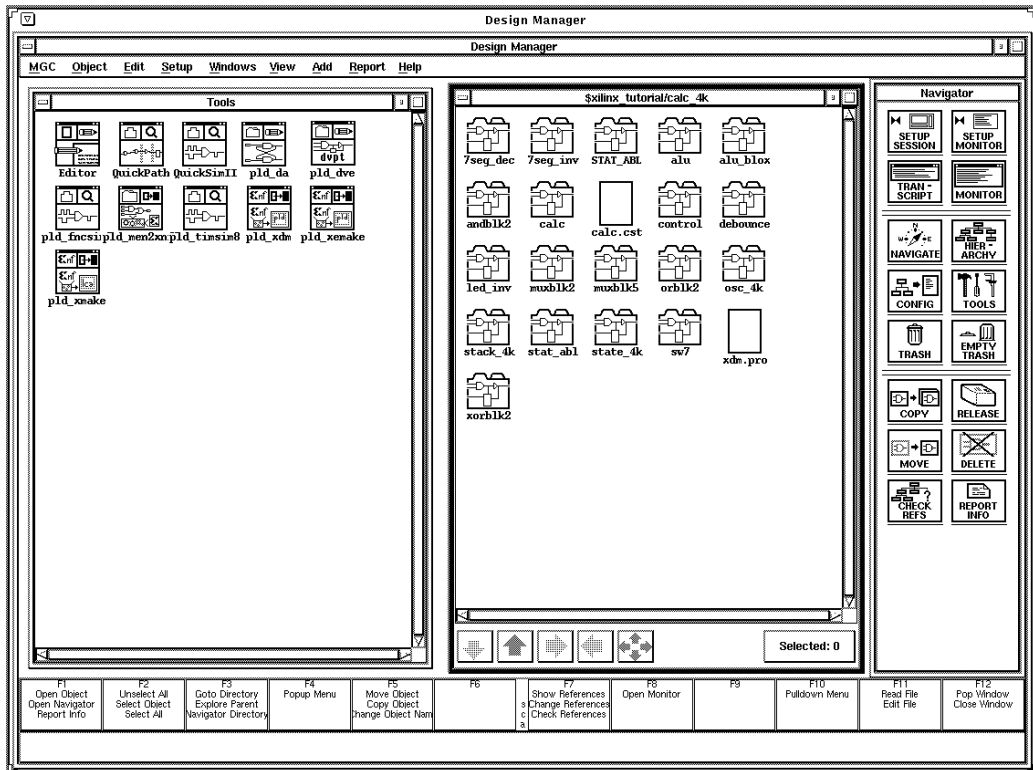 Design Manager
Design Manager
MGC Object Edit Setup Windows View Add Report Help
Tools
Editor QuickPath QuickSimII pld_da pld_dve
dvpt
pld_men2xn pld_timsim8 pld_xdm pld_xemake
pld_xmake
$xilinx_tutorial/calc_4k
7seg_dec 7seg_inv STAT_ABL alu alu_blox
andblk2 calc calc.cst control debounce
led_inv muxblk2 muxblk5 orblk2 osc_4k
stack_4k stat_abl state_4k sw7 xdm.pro
xorblk2
Selected: 0
Navigator
SETUP
SESSION
SETUP
MONITOR
TRAN -
SCRIPT
MONITOR
NAVIGATE
HIER -
ARCHY
CONFIG
TOOLS
TRASH
EMPTY
TRASH
COPY
RELEASE
MOVE
DELETE
CHECK
REFS
REPORT
INFO
F1
Open Object
Open Navigator
Report Info
F2
Unselect All
Select Object
Select All
F3
Goto Directory
Explore Parent
Navigator Directory
F4
Popup Menu
F5
Move Object
Copy Object
Change Object Nam
F6
s
c
a
F7
Show References
Change References
Check References
F8
Open Monitor
F9
F10
Pulldown Menu
F11
Read File
Edit File
F12
Pop Window
Close Window